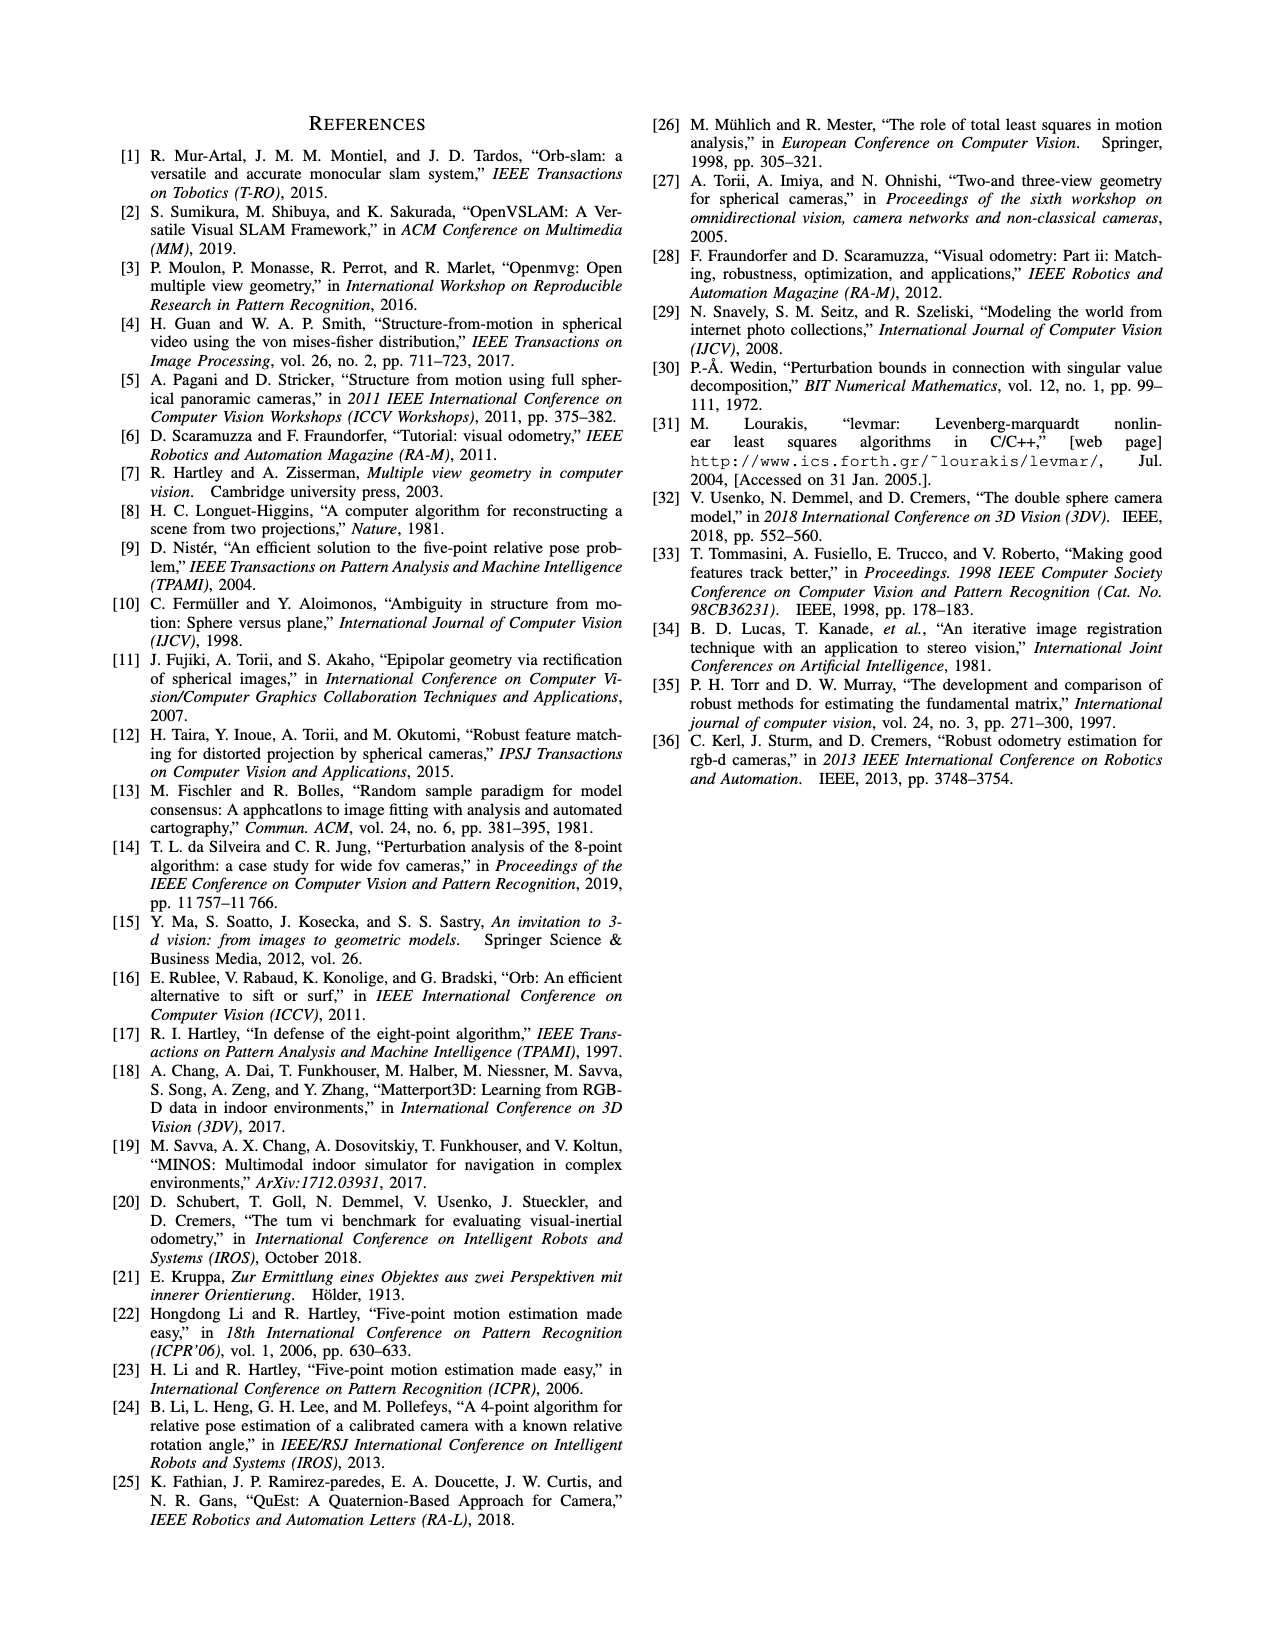 REFERENCES
[1] R. Mur-Artal, J. M. M. Montiel, and J. D. Tardos, “Orb-slam: a
versatile and accurate monocular slam system,” IEEE Transactions
on Tobotics (T-RO), 2015.
[2] S. Sumikura, M. Shibuya, and K. Sakurada, “OpenVSLAM: A Ver-
satile Visual SLAM Framework,” in ACM Conference on Multimedia
(MM), 2019.
[3] P. Moulon, P. Monasse, R. Perrot, and R. Marlet, “Openmvg: Open
multiple view geometry,” in International Workshop on Reproducible
Research in Pattern Recognition, 2016.
[4] H. Guan and W. A. P. Smith, “Structure-from-motion in spherical
video using the von mises-fisher distribution,” IEEE Transactions on
Image Processing, vol. 26, no. 2, pp. 711–723, 2017.
[5] A. Pagani and D. Stricker, “Structure from motion using full spher-
ical panoramic cameras,” in 2011 IEEE International Conference on
Computer Vision Workshops (ICCV Workshops), 2011, pp. 375–382.
[6] D. Scaramuzza and F. Fraundorfer, “Tutorial: visual odometry,” IEEE
Robotics and Automation Magazine (RA-M), 2011.
[7] R. Hartley and A. Zisserman, Multiple view geometry in computer
vision. Cambridge university press, 2003.
[8] H. C. Longuet-Higgins, “A computer algorithm for reconstructing a
scene from two projections,” Nature, 1981.
[9] D. Nistér, “An efficient solution to the five-point relative pose prob-
lem,” IEEE Transactions on Pattern Analysis and Machine Intelligence
(TPAMI), 2004.
[10] C. Fermüller and Y. Aloimonos, “Ambiguity in structure from mo-
tion: Sphere versus plane,” International Journal of Computer Vision
(IJCV), 1998.
[11] J. Fujiki, A. Torii, and S. Akaho, “Epipolar geometry via rectification
of spherical images,” in International Conference on Computer Vi-
sion/Computer Graphics Collaboration Techniques and Applications,
2007.
[12] H. Taira, Y. Inoue, A. Torii, and M. Okutomi, “Robust feature match-
ing for distorted projection by spherical cameras,” IPSJ Transactions
on Computer Vision and Applications, 2015.
[13] M. Fischler and R. Bolles, “Random sample paradigm for model
consensus: A apphcatlons to image fitting with analysis and automated
cartography,” Commun. ACM, vol. 24, no. 6, pp. 381–395, 1981.
[14] T. L. da Silveira and C. R. Jung, “Perturbation analysis of the 8-point
algorithm: a case study for wide fov cameras,” in Proceedings of the
IEEE Conference on Computer Vision and Pattern Recognition, 2019,
pp. 11 757–11 766.
[15] Y. Ma, S. Soatto, J. Kosecka, and S. S. Sastry, An invitation to 3-
d vision: from images to geometric models. Springer Science &
Business Media, 2012, vol. 26.
[16] E. Rublee, V. Rabaud, K. Konolige, and G. Bradski, “Orb: An efficient
alternative to sift or surf,” in IEEE International Conference on
Computer Vision (ICCV), 2011.
[17] R. I. Hartley, “In defense of the eight-point algorithm,” IEEE Trans-
actions on Pattern Analysis and Machine Intelligence (TPAMI), 1997.
[18] A. Chang, A. Dai, T. Funkhouser, M. Halber, M. Niessner, M. Savva,
S. Song, A. Zeng, and Y. Zhang, “Matterport3D: Learning from RGB-
D data in indoor environments,” in International Conference on 3D
Vision (3DV), 2017.
[19] M. Savva, A. X. Chang, A. Dosovitskiy, T. Funkhouser, and V. Koltun,
“MINOS: Multimodal indoor simulator for navigation in complex
environments,” ArXiv:1712.03931, 2017.
[20] D. Schubert, T. Goll, N. Demmel, V. Usenko, J. Stueckler, and
D. Cremers, “The tum vi benchmark for evaluating visual-inertial
odometry,” in International Conference on Intelligent Robots and
Systems (IROS), October 2018.
[21] E. Kruppa, Zur Ermittlung eines Objektes aus zwei Perspektiven mit
innerer Orientierung. Hölder, 1913.
[22] Hongdong Li and R. Hartley, “Five-point motion estimation made
easy,” in 18th International Conference on Pattern Recognition
(ICPR’06), vol. 1, 2006, pp. 630–633.
[23] H. Li and R. Hartley, “Five-point motion estimation made easy,” in
International Conference on Pattern Recognition (ICPR), 2006.
[24] B. Li, L. Heng, G. H. Lee, and M. Pollefeys, “A 4-point algorithm for
relative pose estimation of a calibrated camera with a known relative
rotation angle,” in IEEE/RSJ International Conference on Intelligent
Robots and Systems (IROS), 2013.
[25] K. Fathian, J. P. Ramirez-paredes, E. A. Doucette, J. W. Curtis, and
N. R. Gans, “QuEst: A Quaternion-Based Approach for Camera,”
IEEE Robotics and Automation Letters (RA-L), 2018.
[26] M. Mühlich and R. Mester, “The role of total least squares in motion
analysis,” in European Conference on Computer Vision. Springer,
1998, pp. 305–321.
[27] A. Torii, A. Imiya, and N. Ohnishi, “Two-and three-view geometry
for spherical cameras,” in Proceedings of the sixth workshop on
omnidirectional vision, camera networks and non-classical cameras,
2005.
[28] F. Fraundorfer and D. Scaramuzza, “Visual odometry: Part ii: Match-
ing, robustness, optimization, and applications,” IEEE Robotics and
Automation Magazine (RA-M), 2012.
[29] N. Snavely, S. M. Seitz, and R. Szeliski, “Modeling the world from
internet photo collections,” International Journal of Computer Vision
(IJCV), 2008.
[30] P.-Å. Wedin, “Perturbation bounds in connection with singular value
decomposition,” BIT Numerical Mathematics, vol. 12, no. 1, pp. 99–
111, 1972.
[31] M. Lourakis, “levmar: Levenberg-marquardt nonlin-
ear least squares algorithms in C/C++,” [web page]
http://www.ics.forth.gr/~lourakis/levmar/, Jul.
2004, [Accessed on 31 Jan. 2005.].
[32] V. Usenko, N. Demmel, and D. Cremers, “The double sphere camera
model,” in 2018 International Conference on 3D Vision (3DV). IEEE,
2018, pp. 552–560.
[33] T. Tommasini, A. Fusiello, E. Trucco, and V. Roberto, “Making good
features track better,” in Proceedings. 1998 IEEE Computer Society
Conference on Computer Vision and Pattern Recognition (Cat. No.
98CB36231). IEEE, 1998, pp. 178–183.
[34] B. D. Lucas, T. Kanade, et al., “An iterative image registration
technique with an application to stereo vision,” International Joint
Conferences on Artificial Intelligence, 1981.
[35] P. H. Torr and D. W. Murray, “The development and comparison of
robust methods for estimating the fundamental matrix,” International
journal of computer vision, vol. 24, no. 3, pp. 271–300, 1997.
[36] C. Kerl, J. Sturm, and D. Cremers, “Robust odometry estimation for
rgb-d cameras,” in 2013 IEEE International Conference on Robotics
and Automation. IEEE, 2013, pp. 3748–3754.